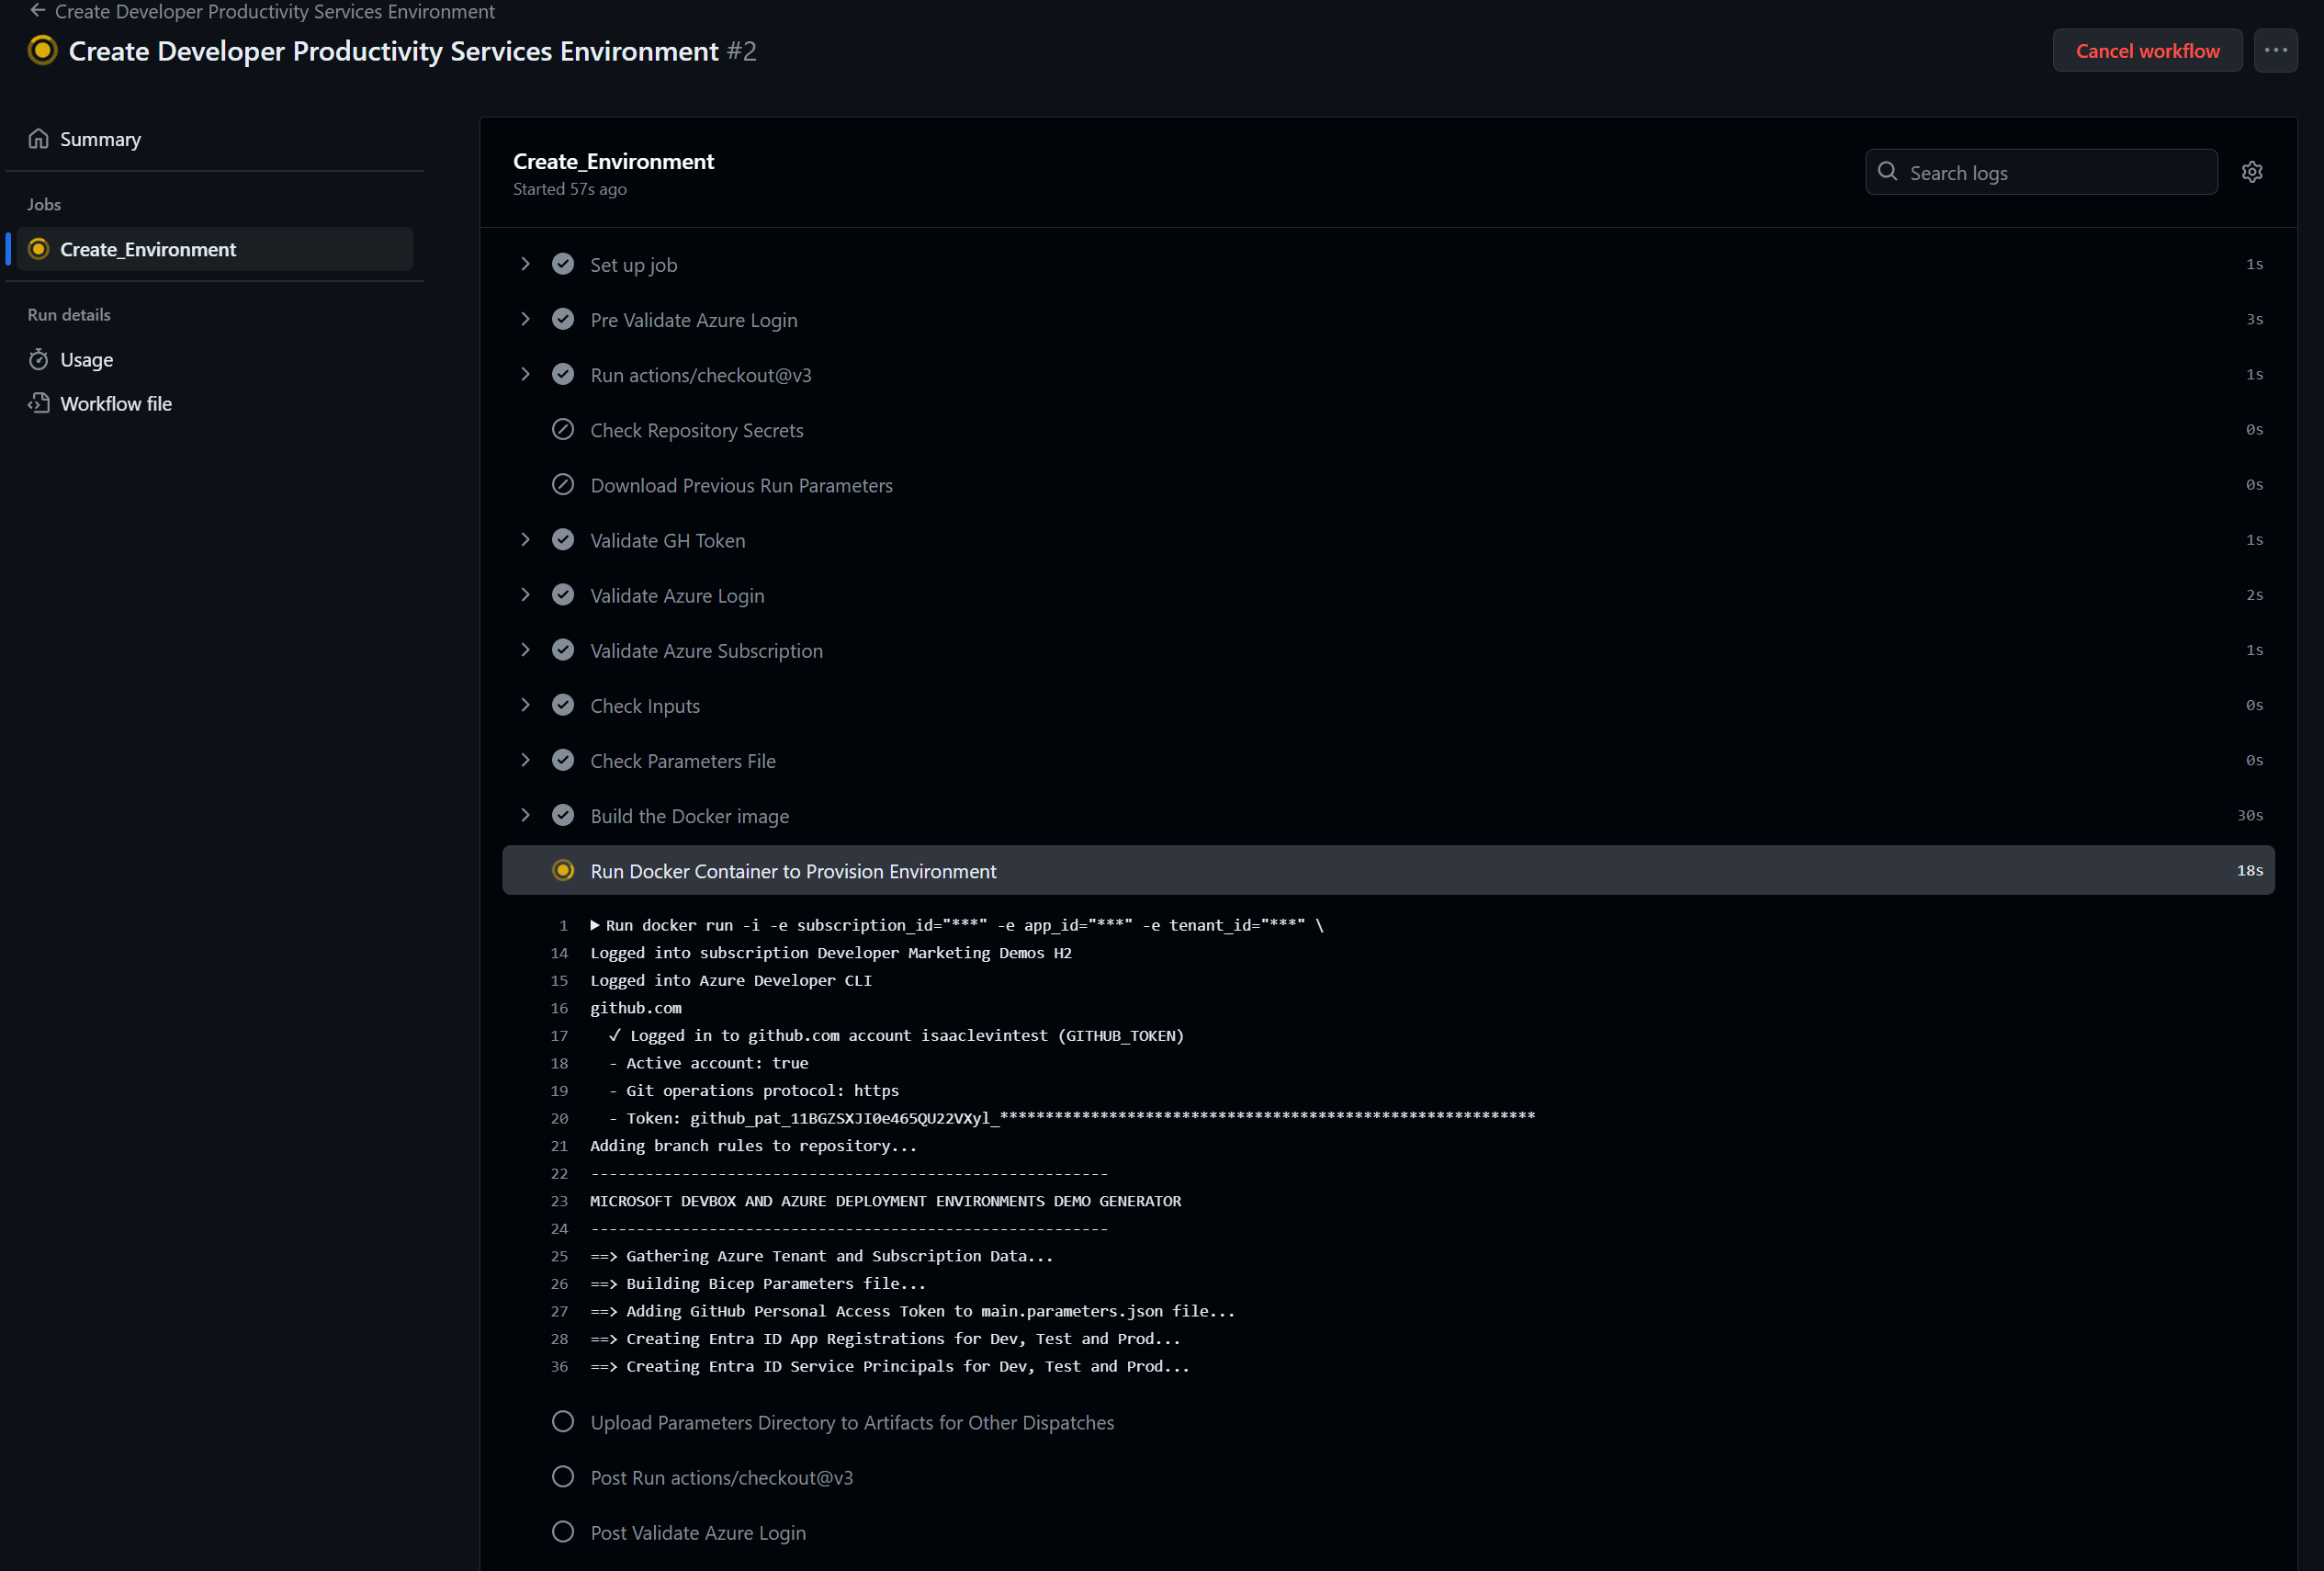 Create Developer Productivity Services Environment
Create Developer Productivity Services Environment #2
Cancel workflow
Summary
Jobs
Create_Environment
Run details
Usage
Workflow file
Create_Environment
Started 57s ago
Search logs
Set up job 1s
Pre Validate Azure Login 3s
Run actions/checkout@v3 1s
Check Repository Secrets 0s
Download Previous Run Parameters 0s
Validate GH Token 1s
Validate Azure Login 2s
Validate Azure Subscription 1s
Check Inputs 0s
Check Parameters File 0s
Build the Docker image 30s
Run Docker Container to Provision Environment 18s
1 ▶ Run docker run -i -e subscription_id="***" -e app_id="***" -e tenant_id="***" \
14 Logged into subscription Developer Marketing Demos H2
15 Logged into Azure Developer CLI
16 github.com
17 ✓ Logged in to github.com account isaaclevintest (GITHUB_TOKEN)
18 - Active account: true
19 - Git operations protocol: https
20 - Token: github_pat_11BGZSXJI0e465QU22VXyl_***********************************************************
21 Adding branch rules to repository...
22 ---------------------------------------------------------
23 MICROSOFT DEVBOX AND AZURE DEPLOYMENT ENVIRONMENTS DEMO GENERATOR
24 ---------------------------------------------------------
25 ==> Gathering Azure Tenant and Subscription Data...
26 ==> Building Bicep Parameters file...
27 ==> Adding GitHub Personal Access Token to main.parameters.json file...
28 ==> Creating Entra ID App Registrations for Dev, Test and Prod...
36 ==> Creating Entra ID Service Principals for Dev, Test and Prod...
Upload Parameters Directory to Artifacts for Other Dispatches
Post Run actions/checkout@v3
Post Validate Azure Login